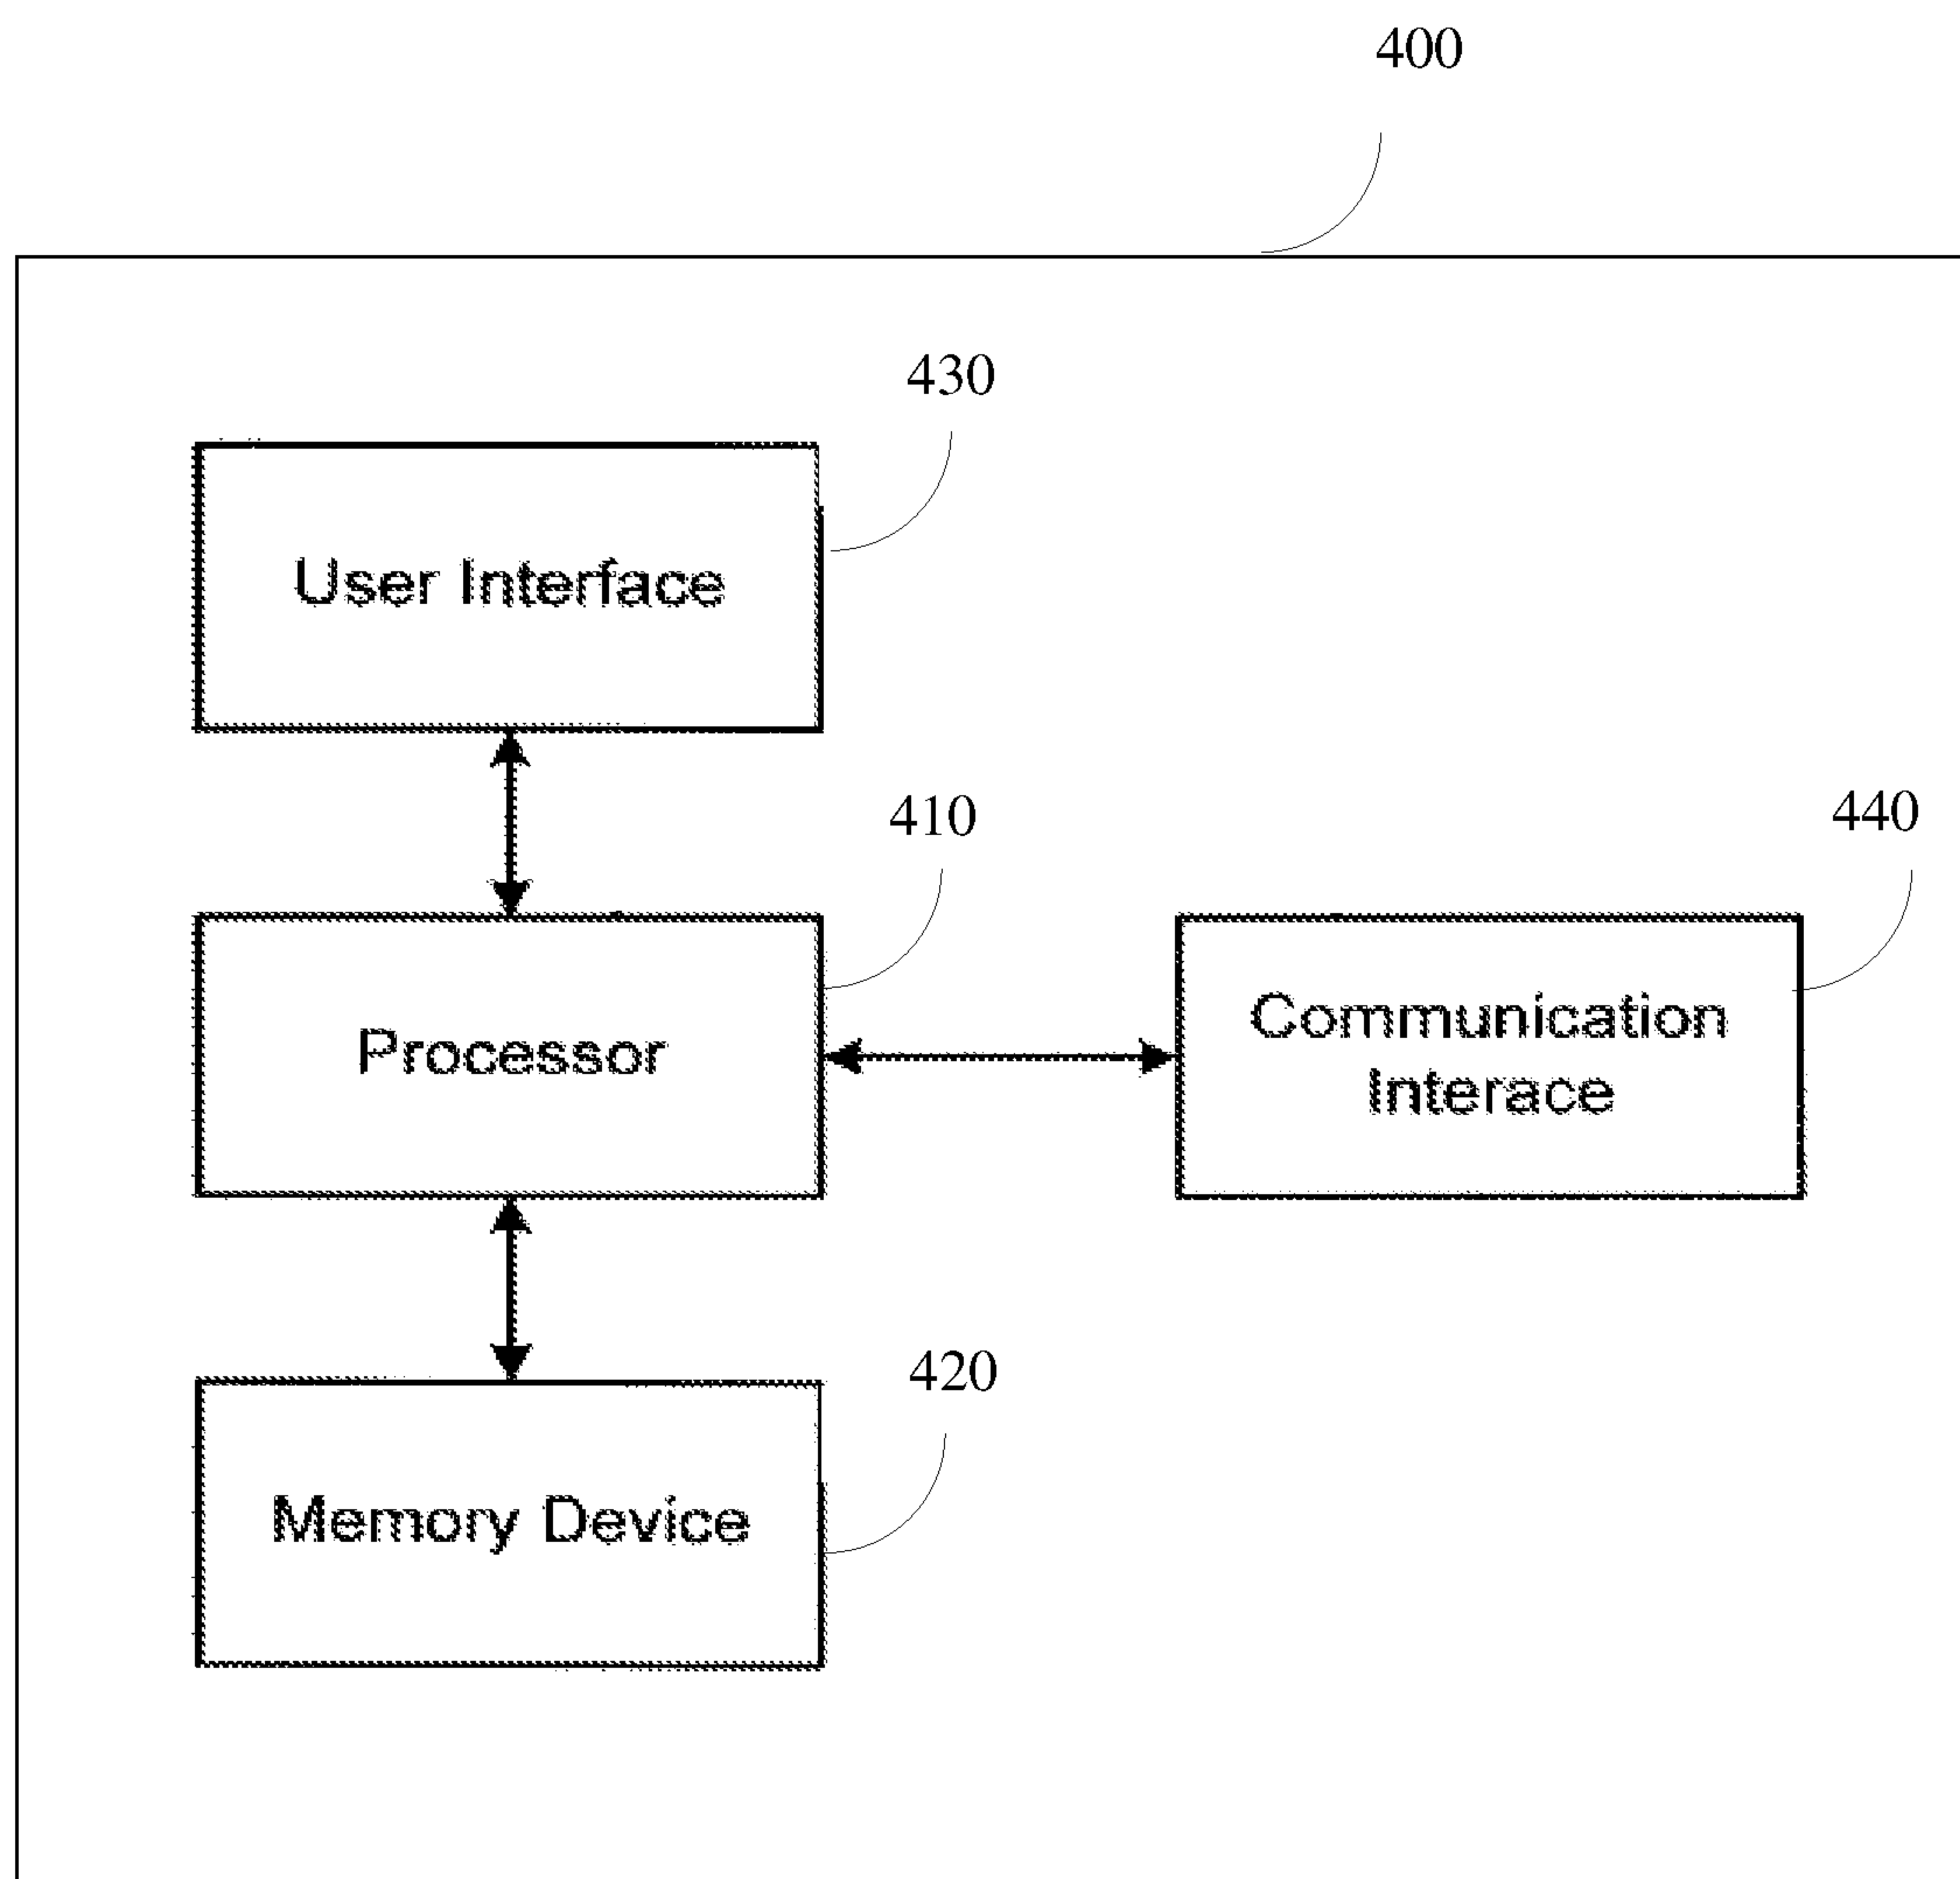 400
430
User Interface
410
440
Processor
Communication
Interace
420
Memory Device